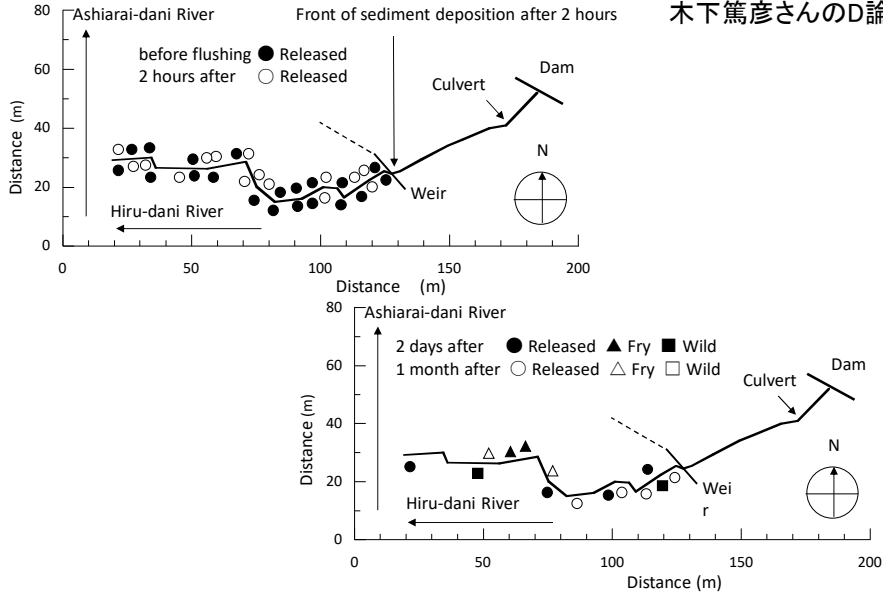 木下篤彦さんのD論
Ashiarai-dani River
Front of sediment deposition after 2 hours
before flushing ● Released
2 hours after ○ Released
Culvert
Dam
N
Weir
Hiru-dani River
Distance (m)
80
60
40
20
0
0 50 100 150 200
Distance (m)
Ashiarai-dani River
2 days after ● Released ▲ Fry ■ Wild
1 month after ○ Released △ Fry □ Wild
Culvert
Dam
N
Wei
r
Hiru-dani River
Distance (m)
80
60
40
20
0
0 50 100 150 200
Distance (m)